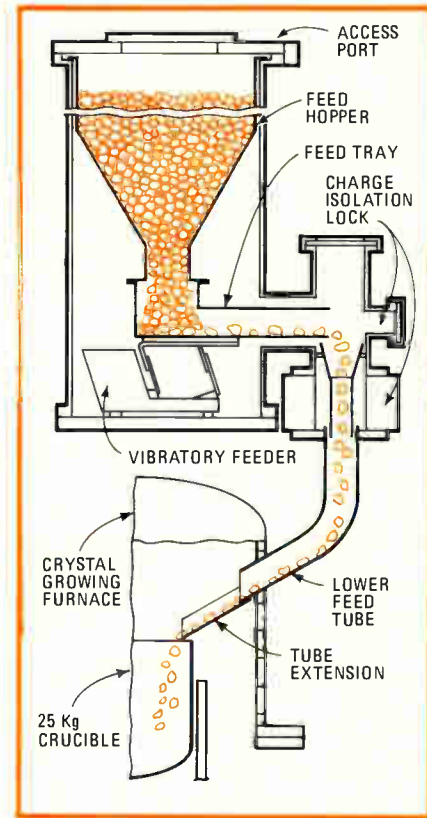 ACCESS
PORT
FEED
HOPPER
FEED TRAY
CHARGE
ISOLATION
LOCK
VIBRATORY FEEDER
CRYSTAL
GROWING
FURNACE
LOWER
FEED
TUBE
TUBE
EXTENSION
25 Kg
CRUCIBLE